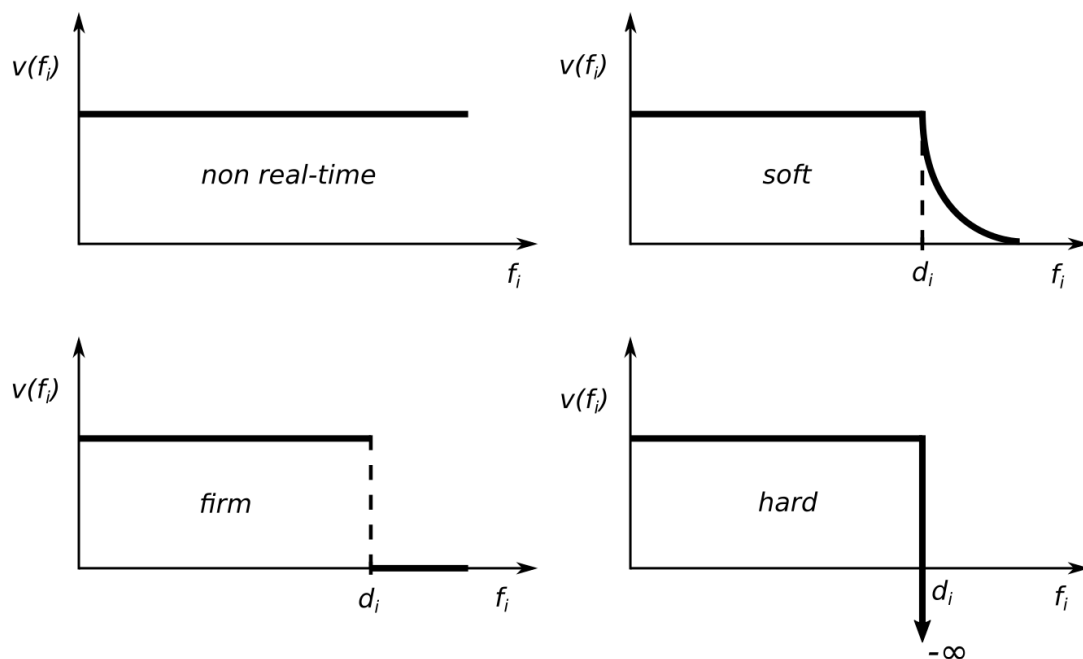 v(fᵢ)
non real-time
fᵢ
v(fᵢ)
soft
dᵢ
fᵢ
v(fᵢ)
firm
dᵢ
fᵢ
v(fᵢ)
hard
dᵢ
fᵢ
-∞